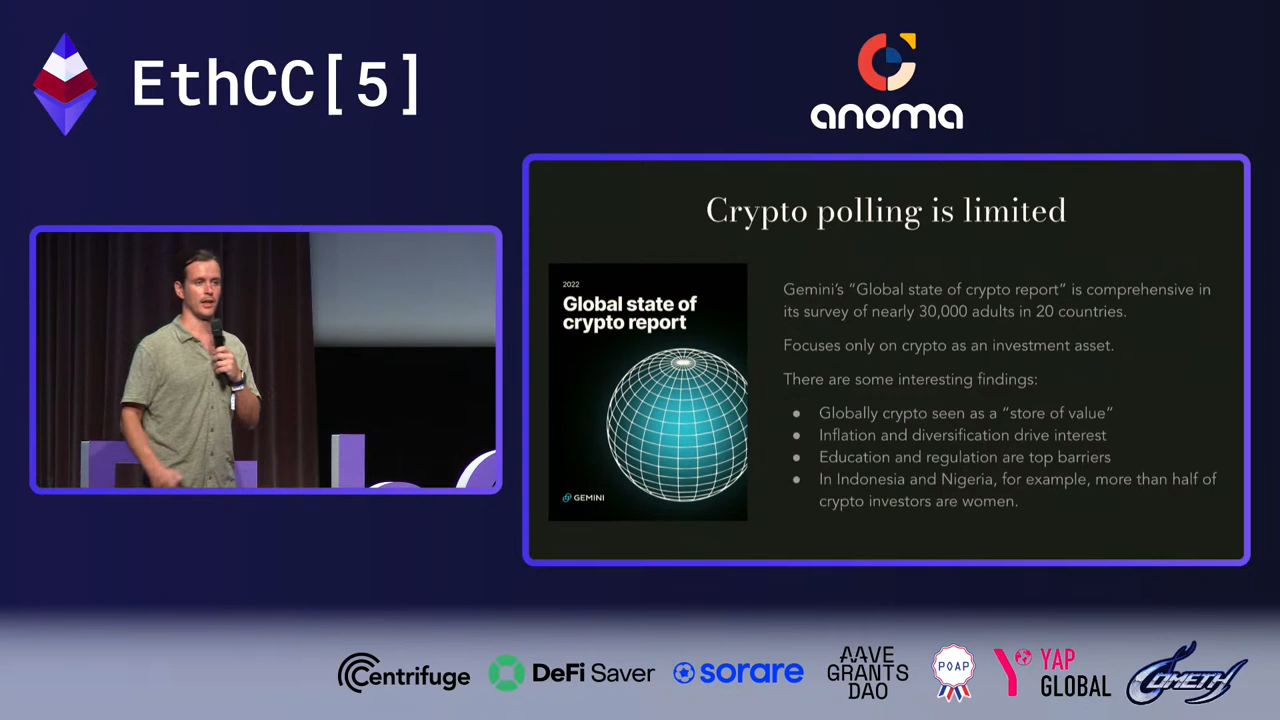 EthCC[5]
anoma
Crypto polling is limited
2022
Global state of
crypto report
GEMINI
Gemini’s “Global state of crypto report” is comprehensive in
its survey of nearly 30,000 adults in 20 countries.
Focuses only on crypto as an investment asset.
There are some interesting findings:
● Globally crypto seen as a “store of value”
● Inflation and diversification drive interest
● Education and regulation are top barriers
● In Indonesia and Nigeria, for example, more than half of
crypto investors are women.
Centrifuge
DeFi Saver
sorare
AAVE
GRANTS
DAO
POAP
YAP
GLOBAL
COMETH